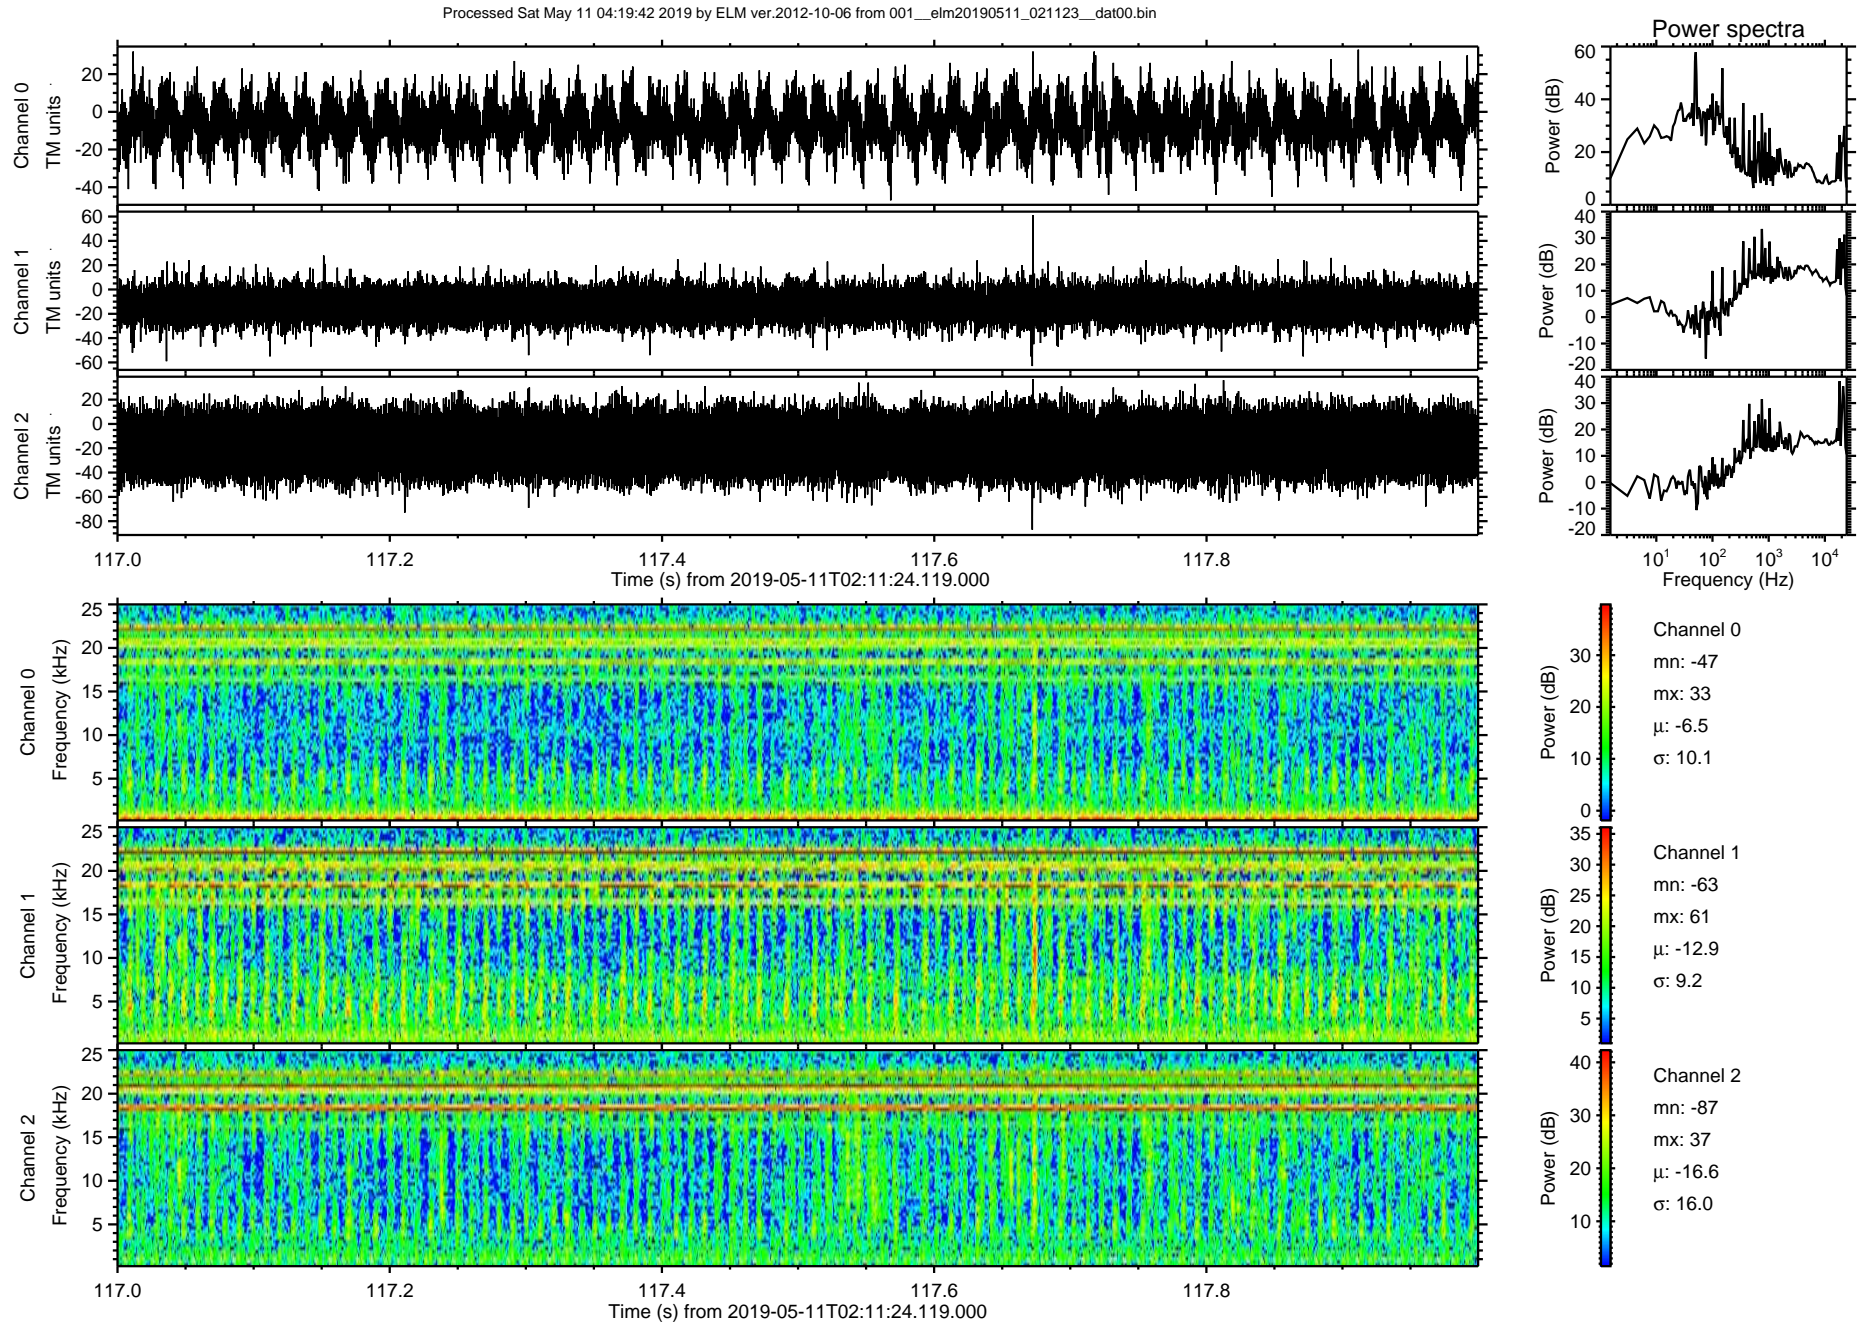 Processed Sat May 11 04:19:42 2019 by ELM ver.2012-10-06 from 001__elm20190511_021123__dat00.bin
Power spectra
Channel 0
TM units
20
0
-20
-40
Power (dB)
60
40
20
0
Channel 1
TM units
60
40
20
0
-20
-40
-60
Power (dB)
40
30
20
10
0
-10
-20
Channel 2
TM units
20
0
-20
-40
-60
-80
Power (dB)
40
30
20
10
0
-10
-20
117.0 117.2 117.4 117.6 117.8
Time (s) from 2019-05-11T02:11:24.119.000
10^1 10^2 10^3 10^4
Frequency (Hz)
Channel 0
Frequency (kHz)
25
20
15
10
5
Power (dB)
30
20
10
0
Channel 0
mn: -47
mx: 33
µ: -6.5
σ: 10.1
Channel 1
Frequency (kHz)
25
20
15
10
5
Power (dB)
35
30
25
20
15
10
5
Channel 1
mn: -63
mx: 61
µ: -12.9
σ: 9.2
Channel 2
Frequency (kHz)
25
20
15
10
5
Power (dB)
40
30
20
10
Channel 2
mn: -87
mx: 37
µ: -16.6
σ: 16.0
117.0 117.2 117.4 117.6 117.8
Time (s) from 2019-05-11T02:11:24.119.000